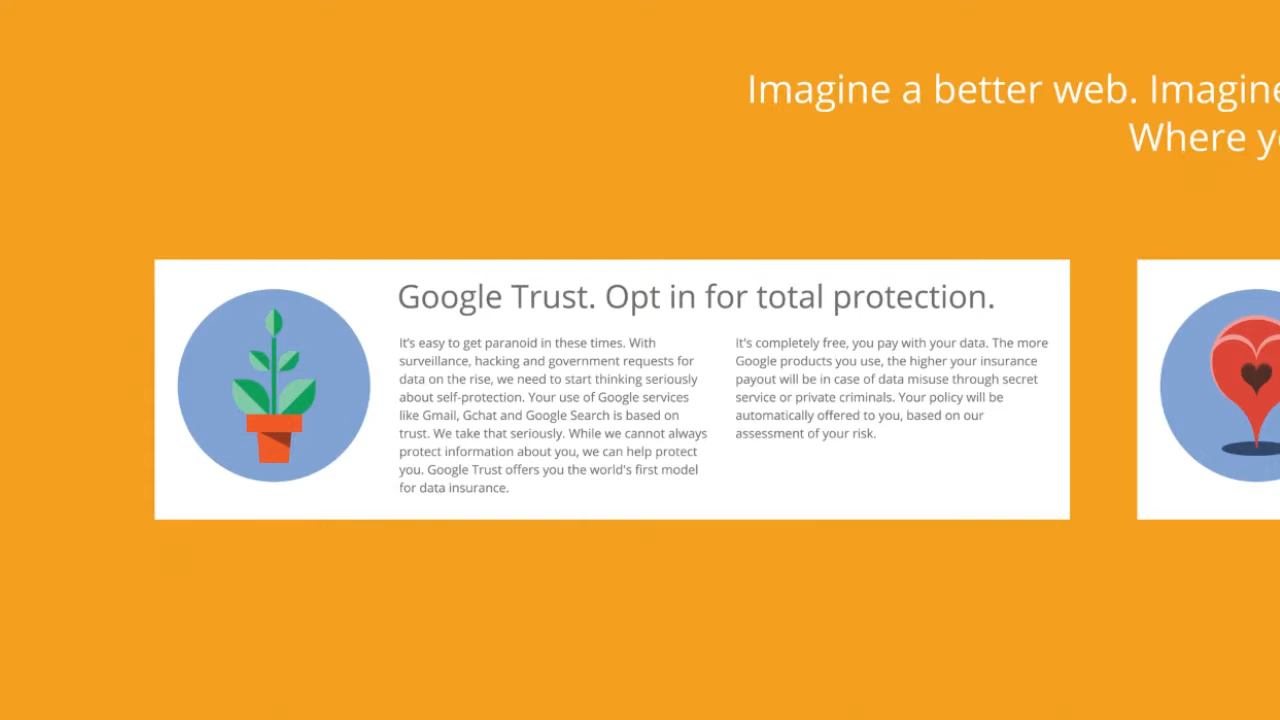 Imagine a better web. Imagine
Where
Google Trust. Opt in for total protection.
It's easy to get paranoid in these times. With
surveillance, hacking and government requests for
data on the rise, we need to start thinking seriously
about self-protection. Your use of Google services
like Gmail, Gchat and Google Search is based on
trust. We take that seriously. While we cannot always
protect information about you, we can help protect
you. Google Trust offers you the world's first model
for data insurance.
It's completely free, you pay with your data. The more
Google products you use, the higher your insurance
payout will be in case of data misuse through secret
service or private criminals. Your policy will be
automatically offered to you, based on our
assessment of your risk.